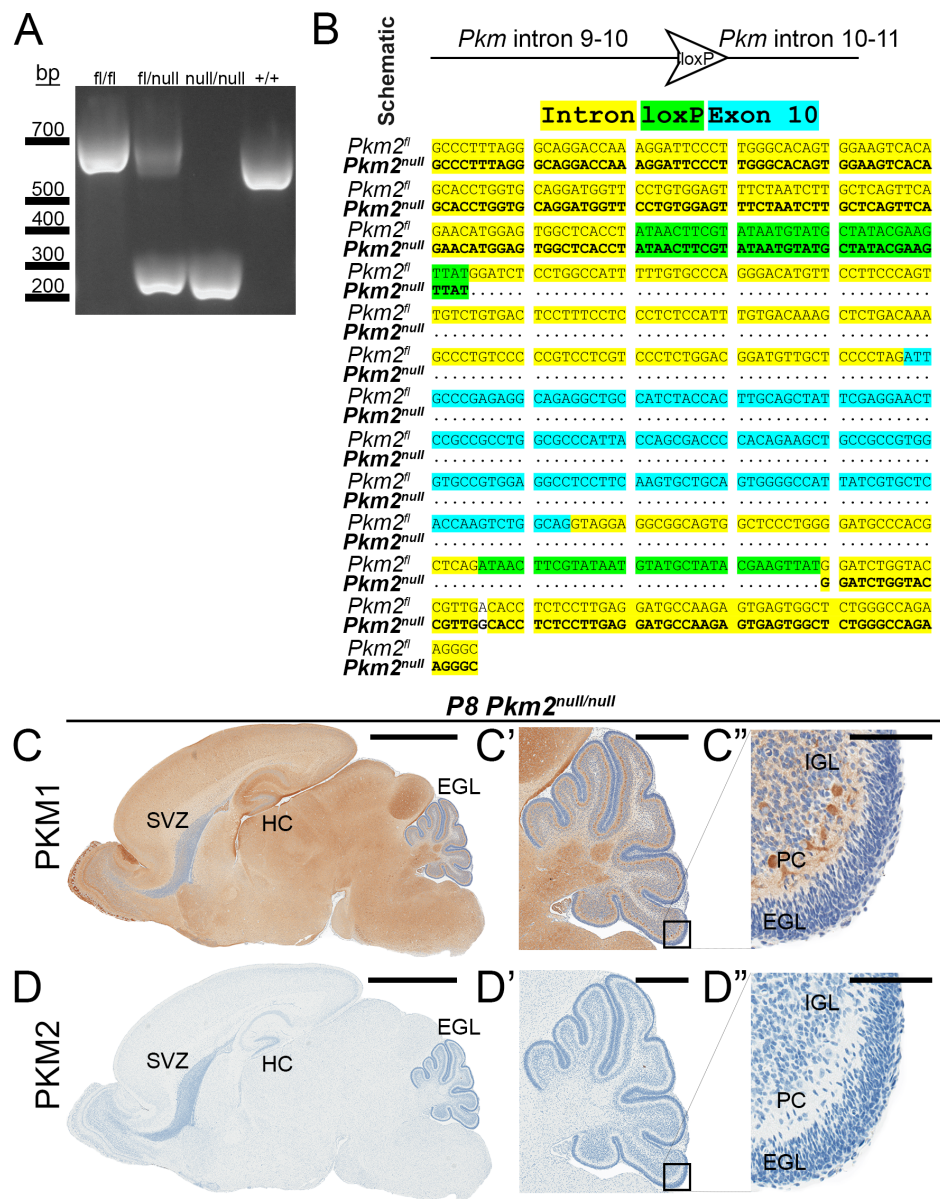 A
bp
fl/fl fl/null null/null +/+
700
500
400
300
200
B
Schematic
Pkm intron 9-10 loxP Pkm intron 10-11
Intron loxP Exon 10
Pkm2fl GCCCTTTAGG GCAGGACCAA AGGATTCCCT TGGGCACAGT GGAAGTCACA
Pkm2null GCCCTTTAGG GCAGGACCAA AGGATTCCCT TGGGCACAGT GGAAGTCACA
Pkm2fl GCACCTGGTG CAGGATGGTT CCTGTGGAGT TTCTAATCTT GCTCAGTTCA
Pkm2null GCACCTGGTG CAGGATGGTT CCTGTGGAGT TTCTAATCTT GCTCAGTTCA
Pkm2fl GAACATGGAG TGGCTCACCT ATAACTTCGT ATAATGTATG CTATACGAAG
Pkm2null GAACATGGAG TGGCTCACCT ATAACTTCGT ATAATGTATG CTATACGAAG
Pkm2fl TTATGGATCT CCTGGCCATT TTTGTGCCCA GGGACATGTT CCTTCCCAGT
Pkm2null TTAT...... .......... .......... .......... ..........
Pkm2fl TGTCTGTGAC TCCTTTCCTC CCTCTCCATT TGTGACAAAG CTCTGACAAA
Pkm2null .......... .......... .......... .......... ..........
Pkm2fl GCCCTGTCCC CCGTCCTCGT CCCTCTGGAC GGATGTTGCT CCCCTAGATT
Pkm2null .......... .......... .......... .......... ..........
Pkm2fl GCCCGAGAGG CAGAGGCTGC CATCTACCAC TTGCAGCTAT TCGAGGAACT
Pkm2null .......... .......... .......... .......... ..........
Pkm2fl CCGCCGCCTG GCGCCCATTA CCAGCGACCC CACAGAAGCT GCCGCCGTGG
Pkm2null .......... .......... .......... .......... ..........
Pkm2fl GTGCCGTGGA GGCCTCCTTC AAGTGCTGCA GTGGGGCCAT TATCGTGCTC
Pkm2null .......... .......... .......... .......... ..........
Pkm2fl ACCAAGTCTG GCAGGTAGGA GGCGGCAGTG GCTCCCTGGG GATGCCCACG
Pkm2null .......... .......... .......... .......... ..........
Pkm2fl CTCAGATAAC TTCGTATAAT GTATGCTATA CGAAGTTATG GATCTGGTAC
Pkm2null .......... .......... .......... .........G GATCTGGTAC
Pkm2fl CGTTGACACC TCTCCTTGAG GATGCCAAGA GTGAGTGGCT CTGGGCCAGA
Pkm2null CGTTGGCACC TCTCCTTGAG GATGCCAAGA GTGAGTGGCT CTGGGCCAGA
Pkm2fl AGGGC
Pkm2null AGGGC
P8 Pkm2null/null
C C' C"
PKM1
SVZ HC EGL
IGL
PC
EGL
D D' D"
PKM2
SVZ HC EGL
IGL
PC
EGL